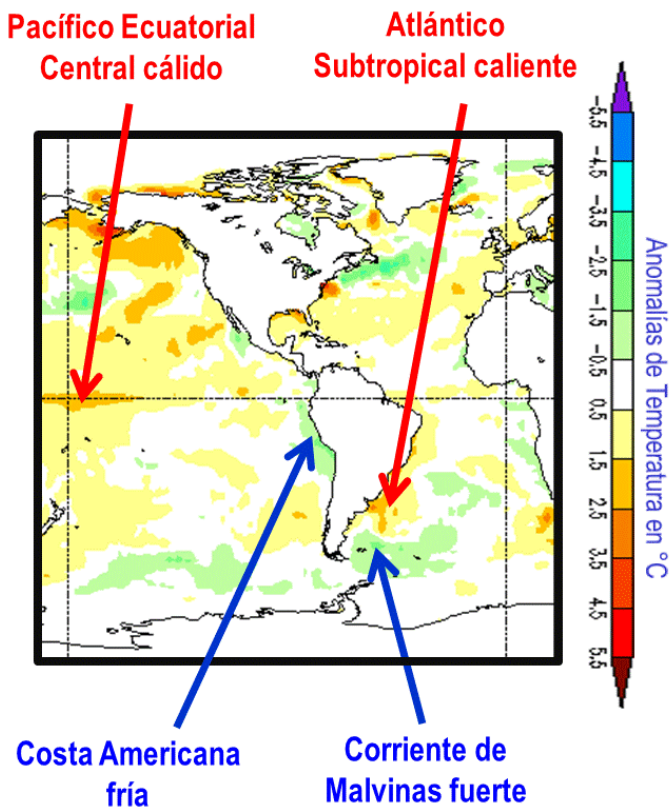 Pacífico Ecuatorial
Central cálido
Atlántico
Subtropical caliente
-5.5
-4.5
-3.5
-2.5
-1.5
-0.5
0.5
1.5
2.5
3.5
4.5
5.5
Anomalías de Temperatura en °C
Costa Americana
fría
Corriente de
Malvinas fuerte